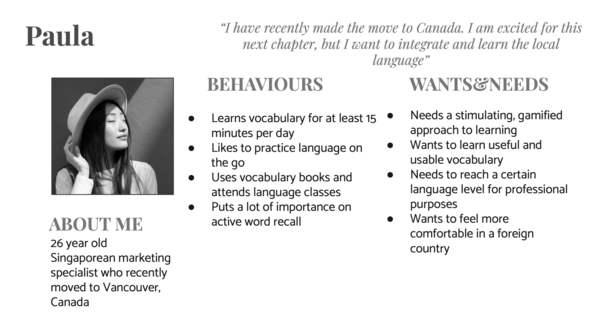 Paula
“I have recently made the move to Canada. I am excited for this
next chapter, but I want to integrate and learn the local
language”
BEHAVIOURS
● Learns vocabulary for at least 15
minutes per day
● Likes to practice language on
the go
● Uses vocabulary books and
attends language classes
● Puts a lot of importance on
active word recall
WANTS&NEEDS
● Needs a stimulating, gamified
approach to learning
● Wants to learn useful and
usable vocabulary
● Needs to reach a certain
language level for professional
purposes
● Wants to feel more
comfortable in a foreign
country
ABOUT ME
26 year old
Singaporean marketing
specialist who recently
moved to Vancouver,
Canada